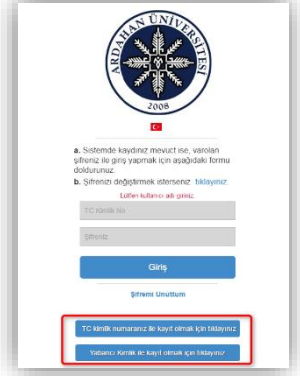 ARDAHAN ÜNİVERSİTESİ
2008
a. Sistemde kaydınız mevcut ise, varolan
şifreniz ile giriş yapmak için aşağıdaki formu
doldurunuz.
b. Şifrenizi değiştirmek isterseniz tıklayınız.
Lütfen kullanıcı adı giriniz
TC Kimlik No
Şifreniz
Giriş
Şifremi Unuttum
TC kimlik numaranız ile kayıt olmak için tıklayınız
Yabancı Kimlik ile kayıt olmak için tıklayınız